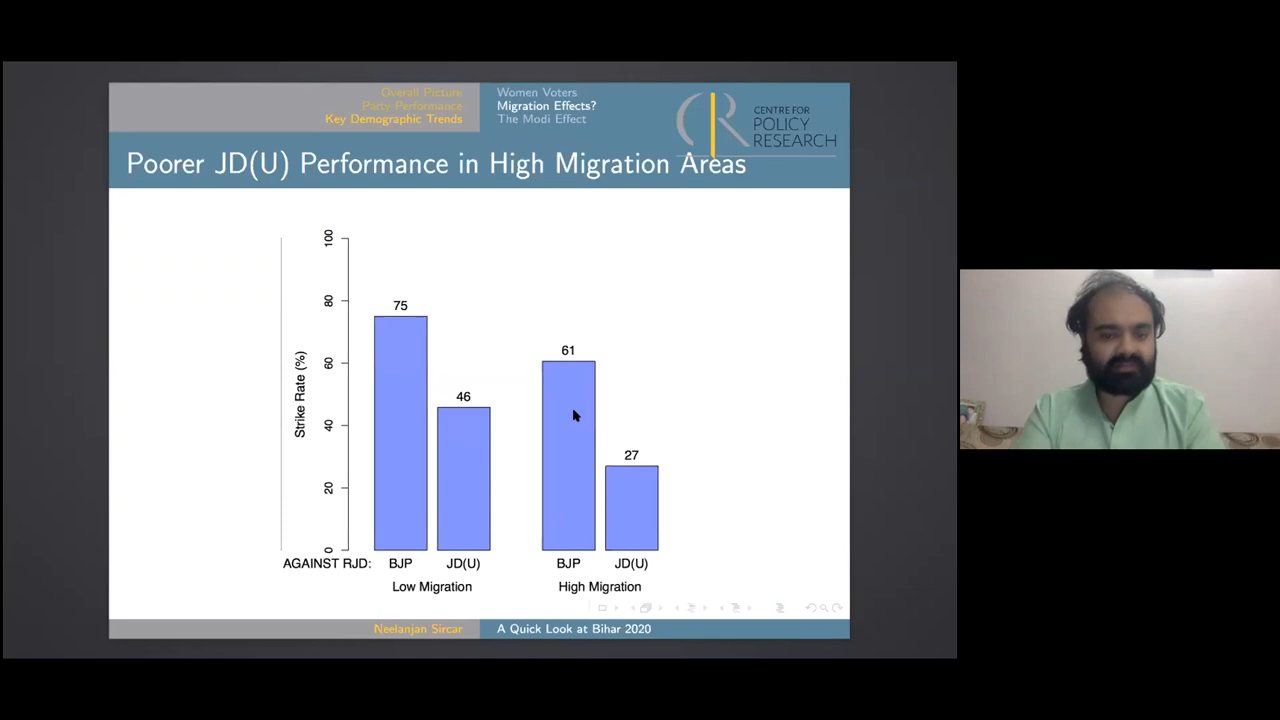 Overall Picture
Party Performance
Key Demographic Trends
Women Voters
Migration Effects?
The Modi Effect
CENTRE FOR
POLICY
RESEARCH
Poorer JD(U) Performance in High Migration Areas
Strike Rate (%)
100
80
60
40
20
0
75
46
61
27
AGAINST RJD: BJP JD(U) BJP JD(U)
Low Migration High Migration
Neelanjan Sircar A Quick Look at Bihar 2020